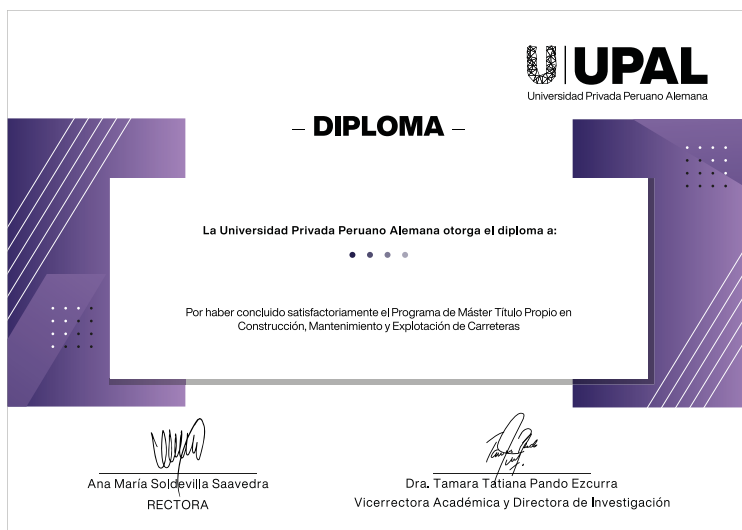 UPAL
Universidad Privada Peruano Alemana
– DIPLOMA –
La Universidad Privada Peruano Alemana otorga el diploma a:
Por haber concluido satisfactoriamente el Programa de Máster Título Propio en
Construcción, Mantenimiento y Explotación de Carreteras
Ana María Soldevilla Saavedra
RECTORA
Dra. Tamara Tatiana Pando Ezcurra
Vicerrectora Académica y Directora de Investigación